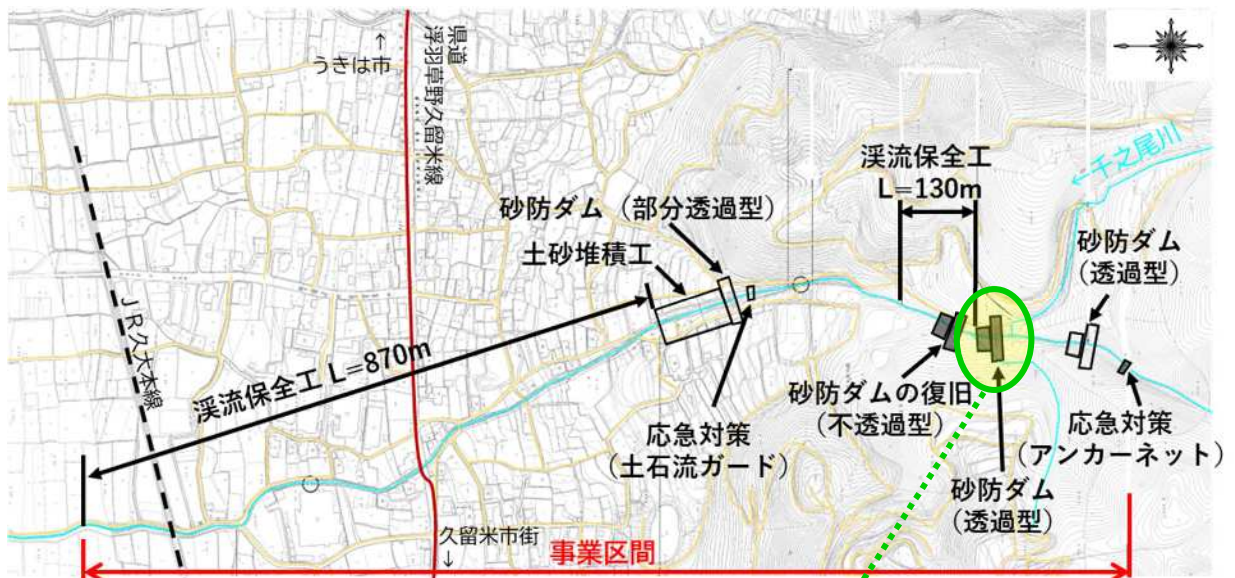 ↑
うきは市
県道
浮羽草野久留米線
渓流保全工
L=130m
←千之尾川
砂防ダム（部分透過型）
土砂堆積工
砂防ダム
（透過型）
JR久大本線
渓流保全工 L=870m
砂防ダムの復旧
（不透過型）
応急対策
（土石流ガード）
応急対策
（アンカーネット）
砂防ダム
（透過型）
久留米市街
↓
事業区間